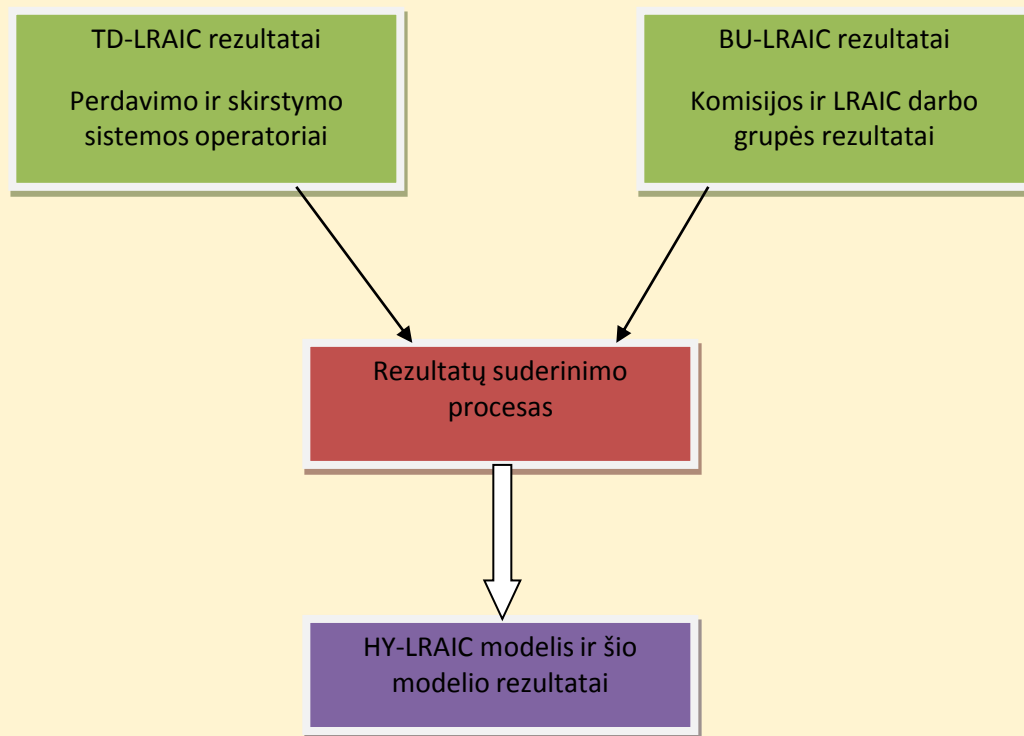 TD-LRAIC rezultatai
Perdavimo ir skirstymo
sistemos operatoriai
BU-LRAIC rezultatai
Komisijos ir LRAIC darbo
grupės rezultatai
Rezultatų suderinimo
procesas
HY-LRAIC modelis ir šio
modelio rezultatai